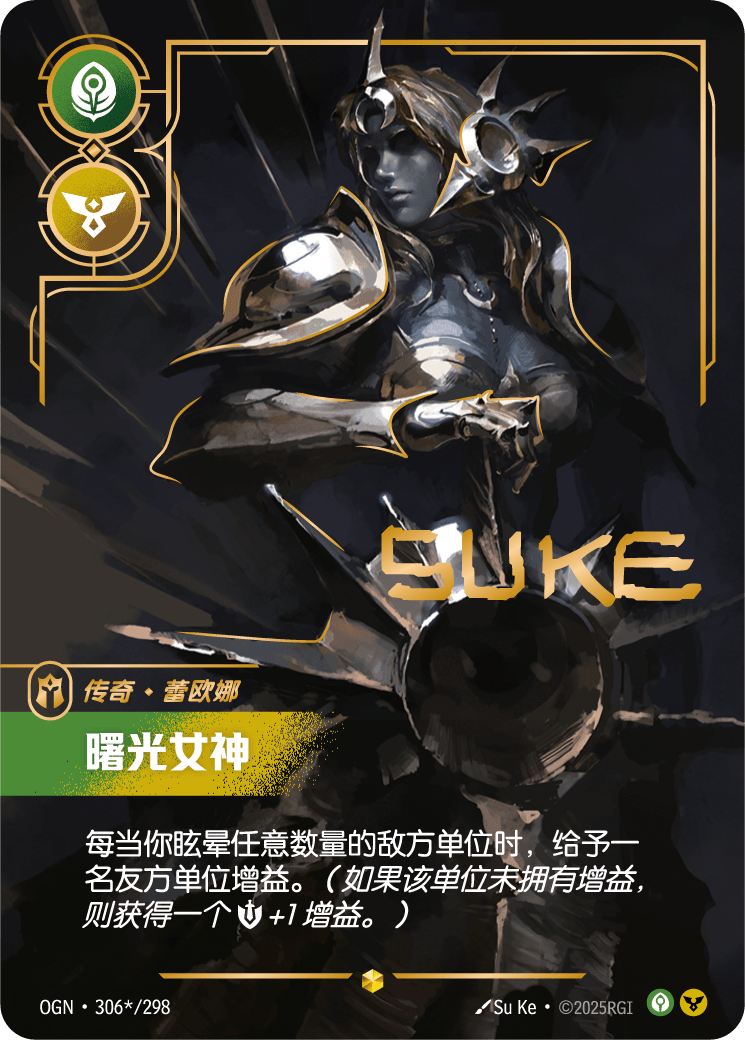 SUKE
传奇·蕾欧娜
曙光女神
每当你眩晕任意数量的敌方单位时，给予一
名友方单位增益。（如果该单位未拥有增益，
则获得一个 +1 增益。）
OGN • 306*/298
Su Ke • ©2025RGI